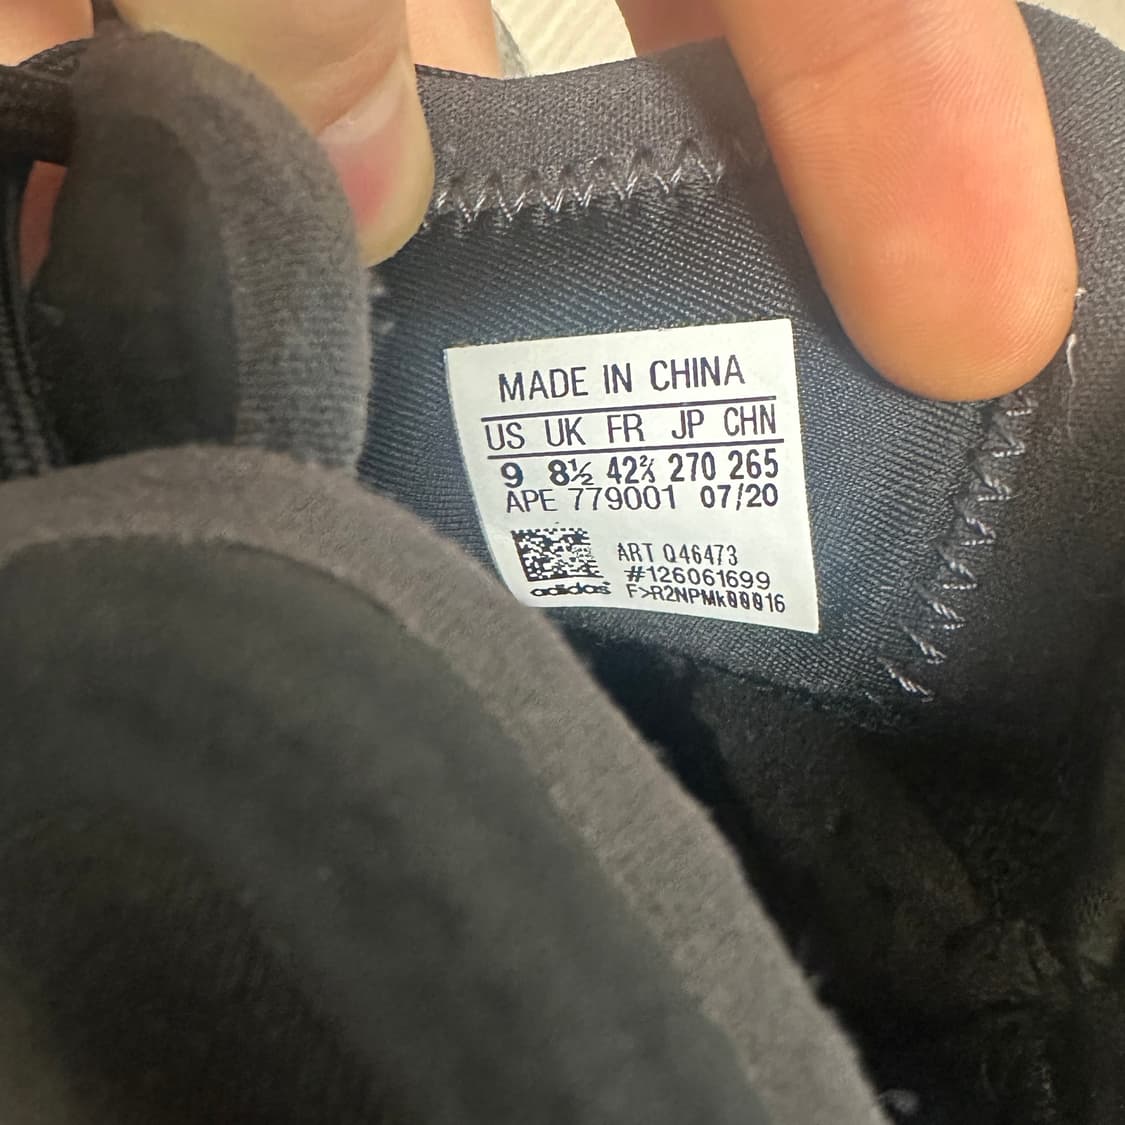 MADE IN CHINA
US UK FR JP CHN
9 8½ 42⅔ 270 265
APE 779001 07/20
ART Q46473
#126061699
adidas F>R2NPMk00016